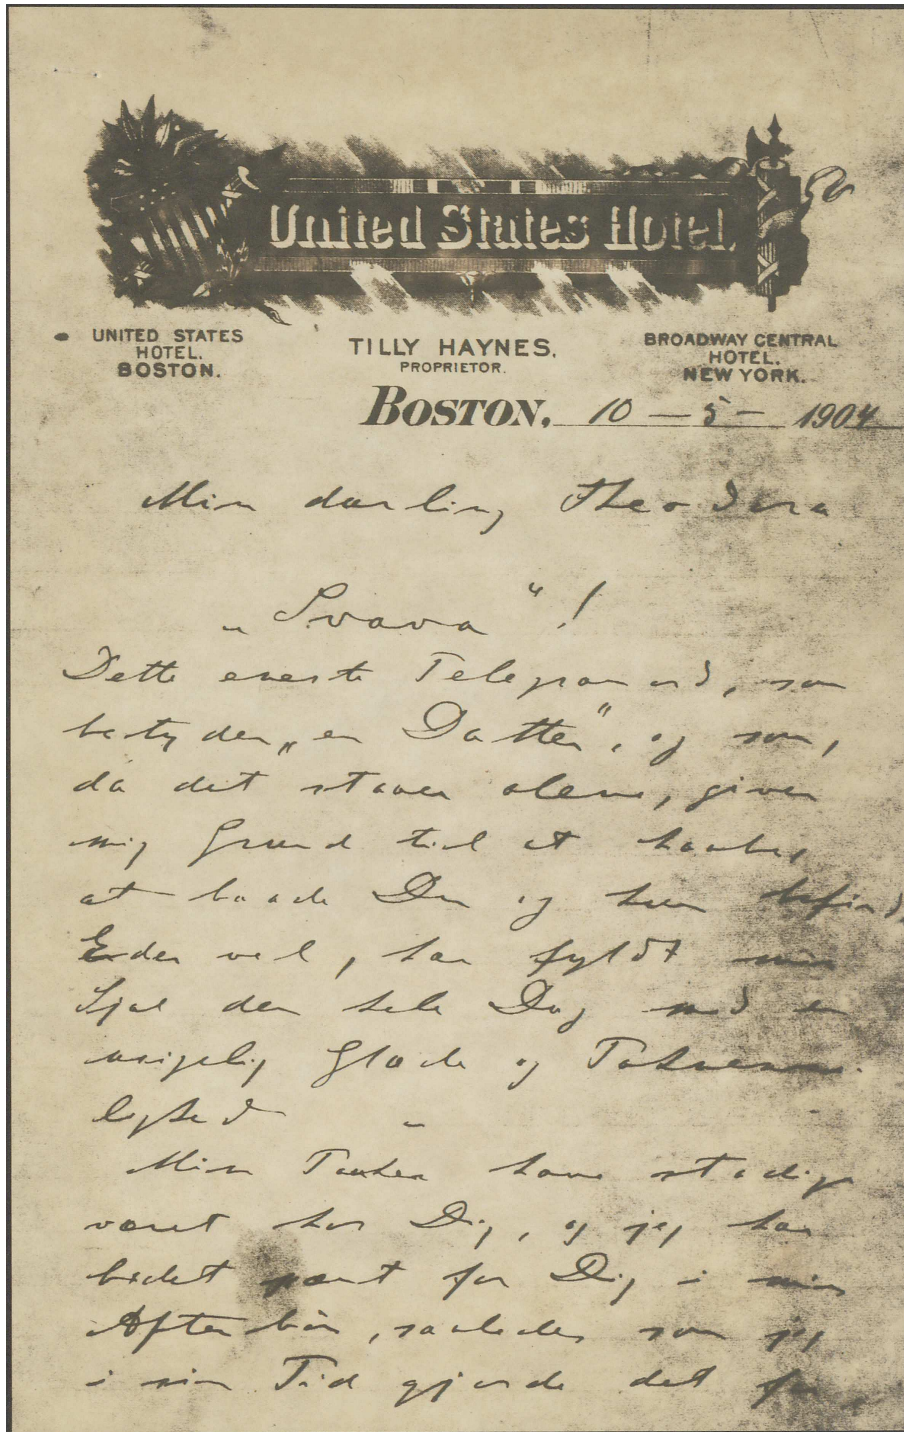 United States Hotel.
UNITED STATES
HOTEL.
BOSTON.
TILLY HAYNES,
PROPRIETOR.
BROADWAY CENTRAL
HOTEL.
NEW YORK.
BOSTON, 10 – 5 – 1904
Min darling Theodora
„Svava“!
Dette eneste Telegramord, som
betyder „en Datter“, og som,
da det staaer alene, giver
mig Grund til at haabe,
at baade Du og hun befinde
Eder vel, har fyldt min
Sjæl den hele Dag med en
usigelig Glæde og Taknemme-
lighed –
Mine Tanker have stadig
været hos Dig, og jeg har
bedet for Dig i min
Aftenbøn, saaledes som jeg
i sin Tid gjorde det for